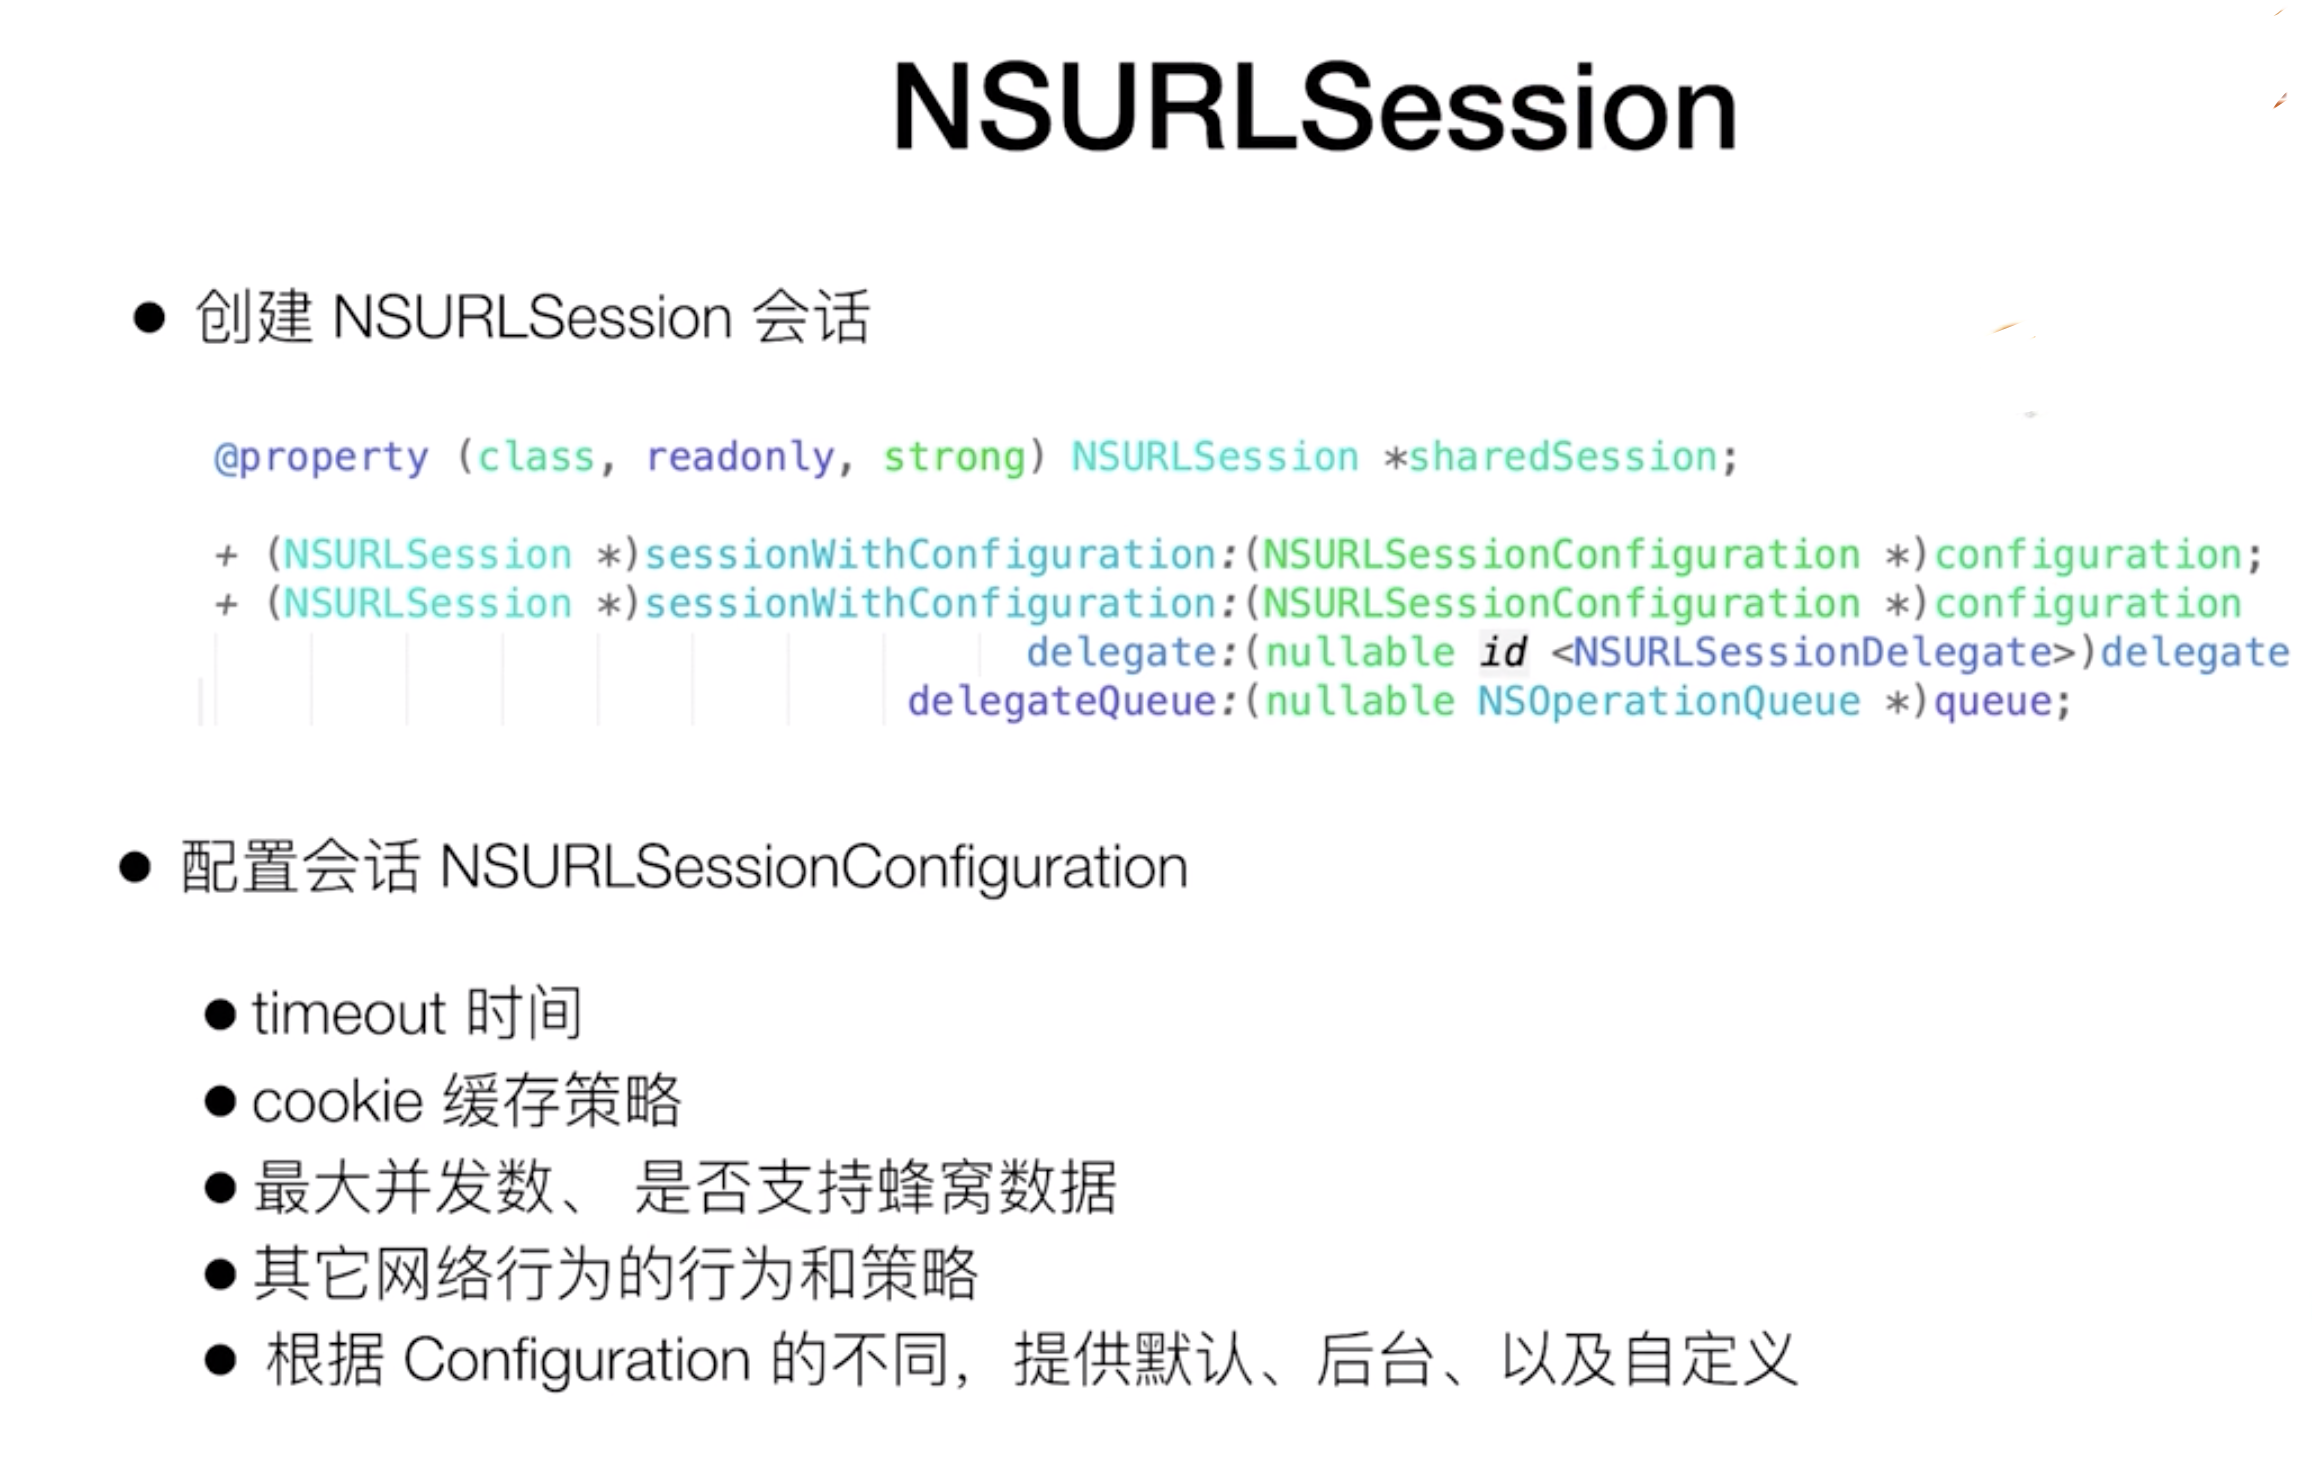 NSURLSession
● 创建 NSURLSession 会话
@property (class, readonly, strong) NSURLSession *sharedSession;
+ (NSURLSession *)sessionWithConfiguration:(NSURLSessionConfiguration *)configuration;
+ (NSURLSession *)sessionWithConfiguration:(NSURLSessionConfiguration *)configuration
delegate:(nullable id <NSURLSessionDelegate>)delegate
delegateQueue:(nullable NSOperationQueue *)queue;
● 配置会话 NSURLSessionConfiguration
● timeout 时间
● cookie 缓存策略
● 最大并发数、 是否支持蜂窝数据
● 其它网络行为的行为和策略
● 根据 Configuration 的不同，提供默认、后台、以及自定义